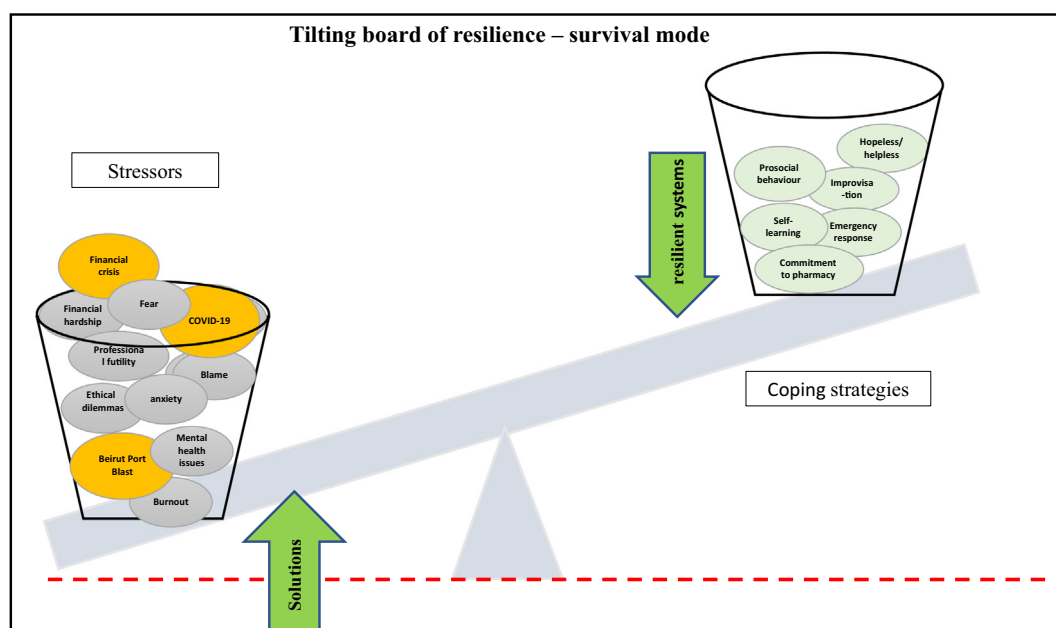 Tilting board of resilience – survival mode
Stressors
Financial
crisis
Financial
hardship
Fear
COVID-19
Professiona
l futility
Blame
Ethical
dilemmas
anxiety
Mental
health
issues
Beirut Port
Blast
Burnout
Solutions
resilient systems
Hopeless/
helpless
Prosocial
behaviour
Improvisa
-tion
Self-
learning
Emergency
response
Commitment
to pharmacy
Coping strategies